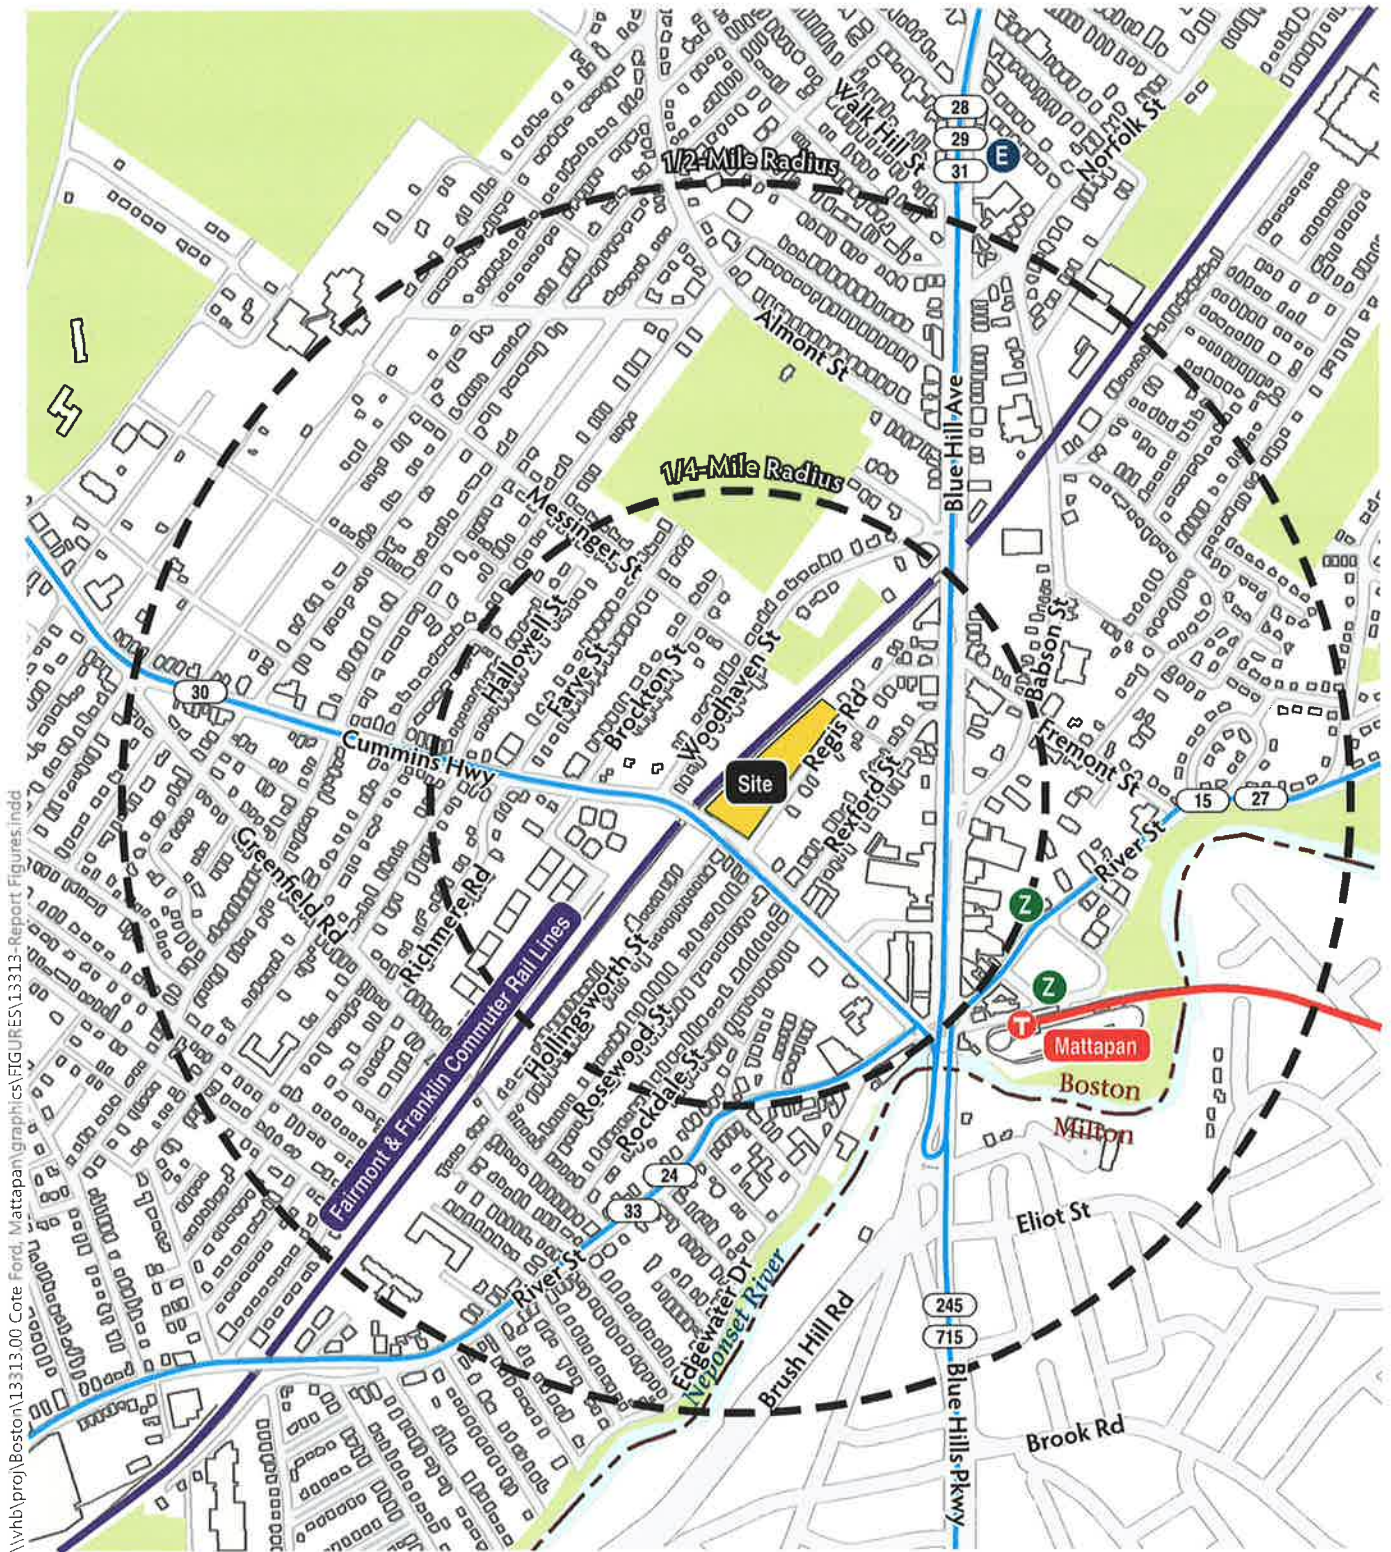 28
Walk Hill St
29
E
Norfolk St
1/2-Mile Radius
31
Almont St
Blue Hill Ave
1/4-Mile Radius
Messinger St
Hallowell St
Farve St
Brockton St
Woodhaven St
Babson St
30
Regis Rd
Cummins Hwy
Site
Rexford St
Fremont St
15
27
River St
Greenfield Rd
Richmere Rd
Z
Fairmont & Franklin Commuter Rail Lines
Hollingsworth St
Z
Rosewood St
T
Mattapan
Rockdale St
Boston
Milton
24
33
Eliot St
River St
Edgewater Dr
Neponset River
Brush Hill Rd
245
715
Blue Hills Pkwy
Brook Rd
\\vhb\proj\Boston\13313.00 Cote Ford, Mattapan\graphics\FIGURES\13313-Report Figures.indd